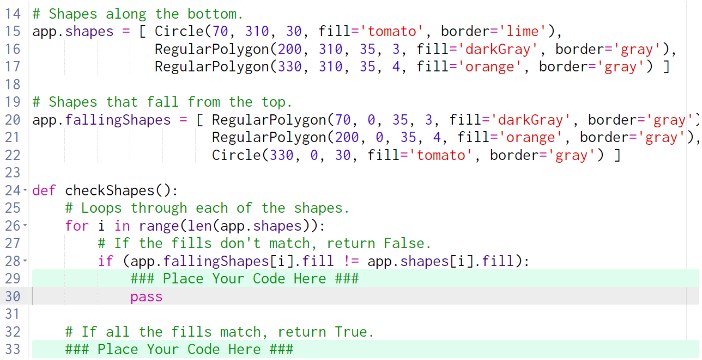 14 # Shapes along the bottom.
15 app.shapes = [ Circle(70, 310, 30, fill='tomato', border='lime'),
16 RegularPolygon(200, 310, 35, 3, fill='darkGray', border='gray'),
17 RegularPolygon(330, 310, 35, 4, fill='orange', border='gray') ]
18
19 # Shapes that fall from the top.
20 app.fallingShapes = [ RegularPolygon(70, 0, 35, 3, fill='darkGray', border='gray')
21 RegularPolygon(200, 0, 35, 4, fill='orange', border='gray'),
22 Circle(330, 0, 30, fill='tomato', border='gray') ]
23
24 def checkShapes():
25 # Loops through each of the shapes.
26 for i in range(len(app.shapes)):
27 # If the fills don't match, return False.
28 if (app.fallingShapes[i].fill != app.shapes[i].fill):
29 ### Place Your Code Here ###
30 pass
31
32 # If all the fills match, return True.
33 ### Place Your Code Here ###